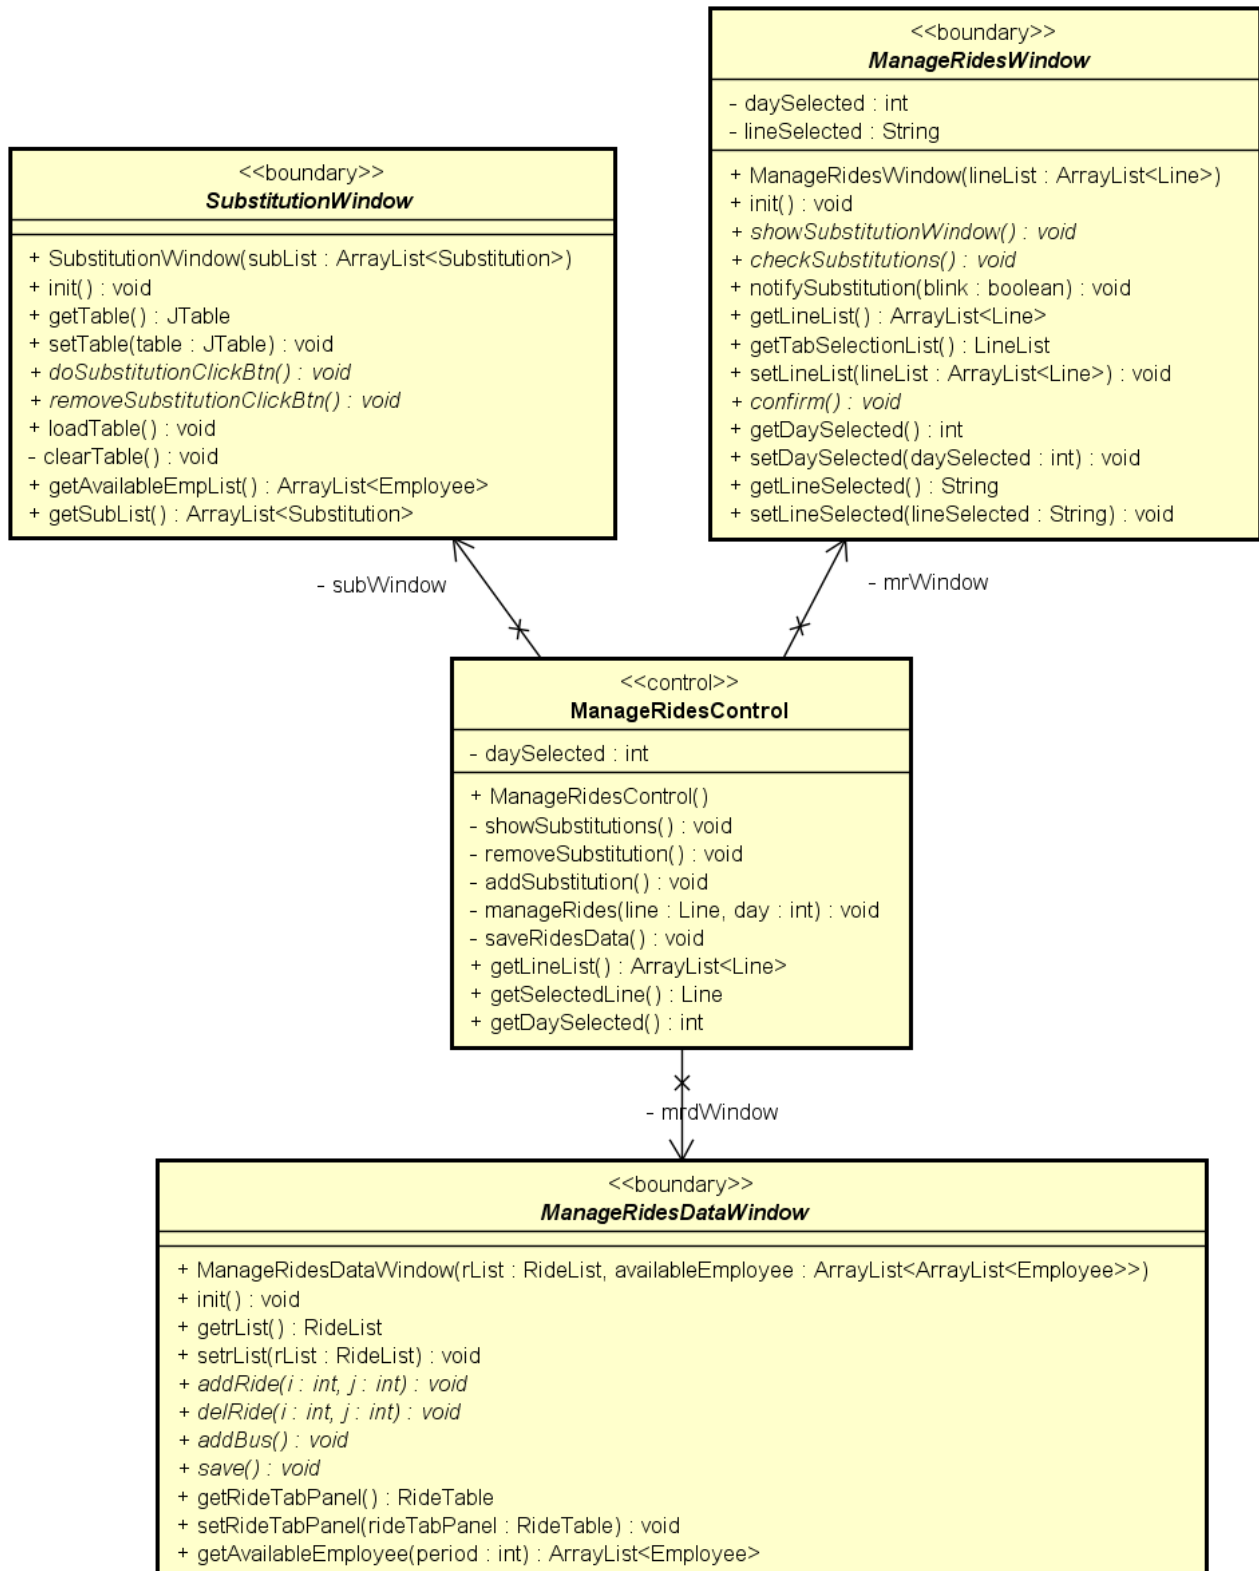 <<boundary>>
ManageRidesWindow
- daySelected : int
- lineSelected : String
+ ManageRidesWindow(lineList : ArrayList<Line>)
+ init() : void
+ showSubstitutionWindow() : void
+ checkSubstitutions() : void
+ notifySubstitution(blink : boolean) : void
+ getLineList() : ArrayList<Line>
+ getTabSelectionList() : LineList
+ setLineList(lineList : ArrayList<Line>) : void
+ confirm() : void
+ getDaySelected() : int
+ setDaySelected(daySelected : int) : void
+ getLineSelected() : String
+ setLineSelected(lineSelected : String) : void
<<boundary>>
SubstitutionWindow
+ SubstitutionWindow(subList : ArrayList<Substitution>)
+ init() : void
+ getTable() : JTable
+ setTable(table : JTable) : void
+ doSubstitutionClickBtn() : void
+ removeSubstitutionClickBtn() : void
+ loadTable() : void
- clearTable() : void
+ getAvailableEmpList() : ArrayList<Employee>
+ getSubList() : ArrayList<Substitution>
- subWindow
- mrWindow
<<control>>
ManageRidesControl
- daySelected : int
+ ManageRidesControl()
- showSubstitutions() : void
- removeSubstitution() : void
- addSubstitution() : void
- manageRides(line : Line, day : int) : void
- saveRidesData() : void
+ getLineList() : ArrayList<Line>
+ getSelectedLine() : Line
+ getDaySelected() : int
- mrdWindow
<<boundary>>
ManageRidesDataWindow
+ ManageRidesDataWindow(rList : RideList, availableEmployee : ArrayList<ArrayList<Employee>>)
+ init() : void
+ getrList() : RideList
+ setrList(rList : RideList) : void
+ addRide(i : int, j : int) : void
+ delRide(i : int, j : int) : void
+ addBus() : void
+ save() : void
+ getRideTabPanel() : RideTable
+ setRideTabPanel(rideTabPanel : RideTable) : void
+ getAvailableEmployee(period : int) : ArrayList<Employee>